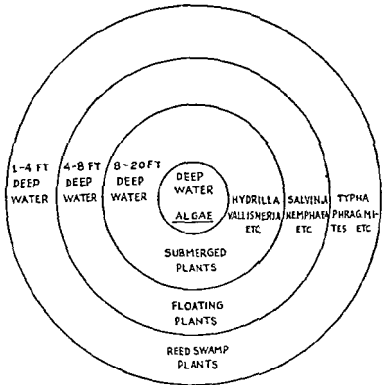 1-4 FT
DEEP
WATER
4-8 FT
DEEP
WATER
8-20 FT
DEEP
WATER
DEEP
WATER
ALGAE
HYDRILLA
VALLISNERIA
ETC
SALVINIA
NEMPHAEA
ETC
TYPHA
PHRAGMI-
TES ETC
SUBMERGED
PLANTS
FLOATING
PLANTS
REED SWAMP
PLANTS